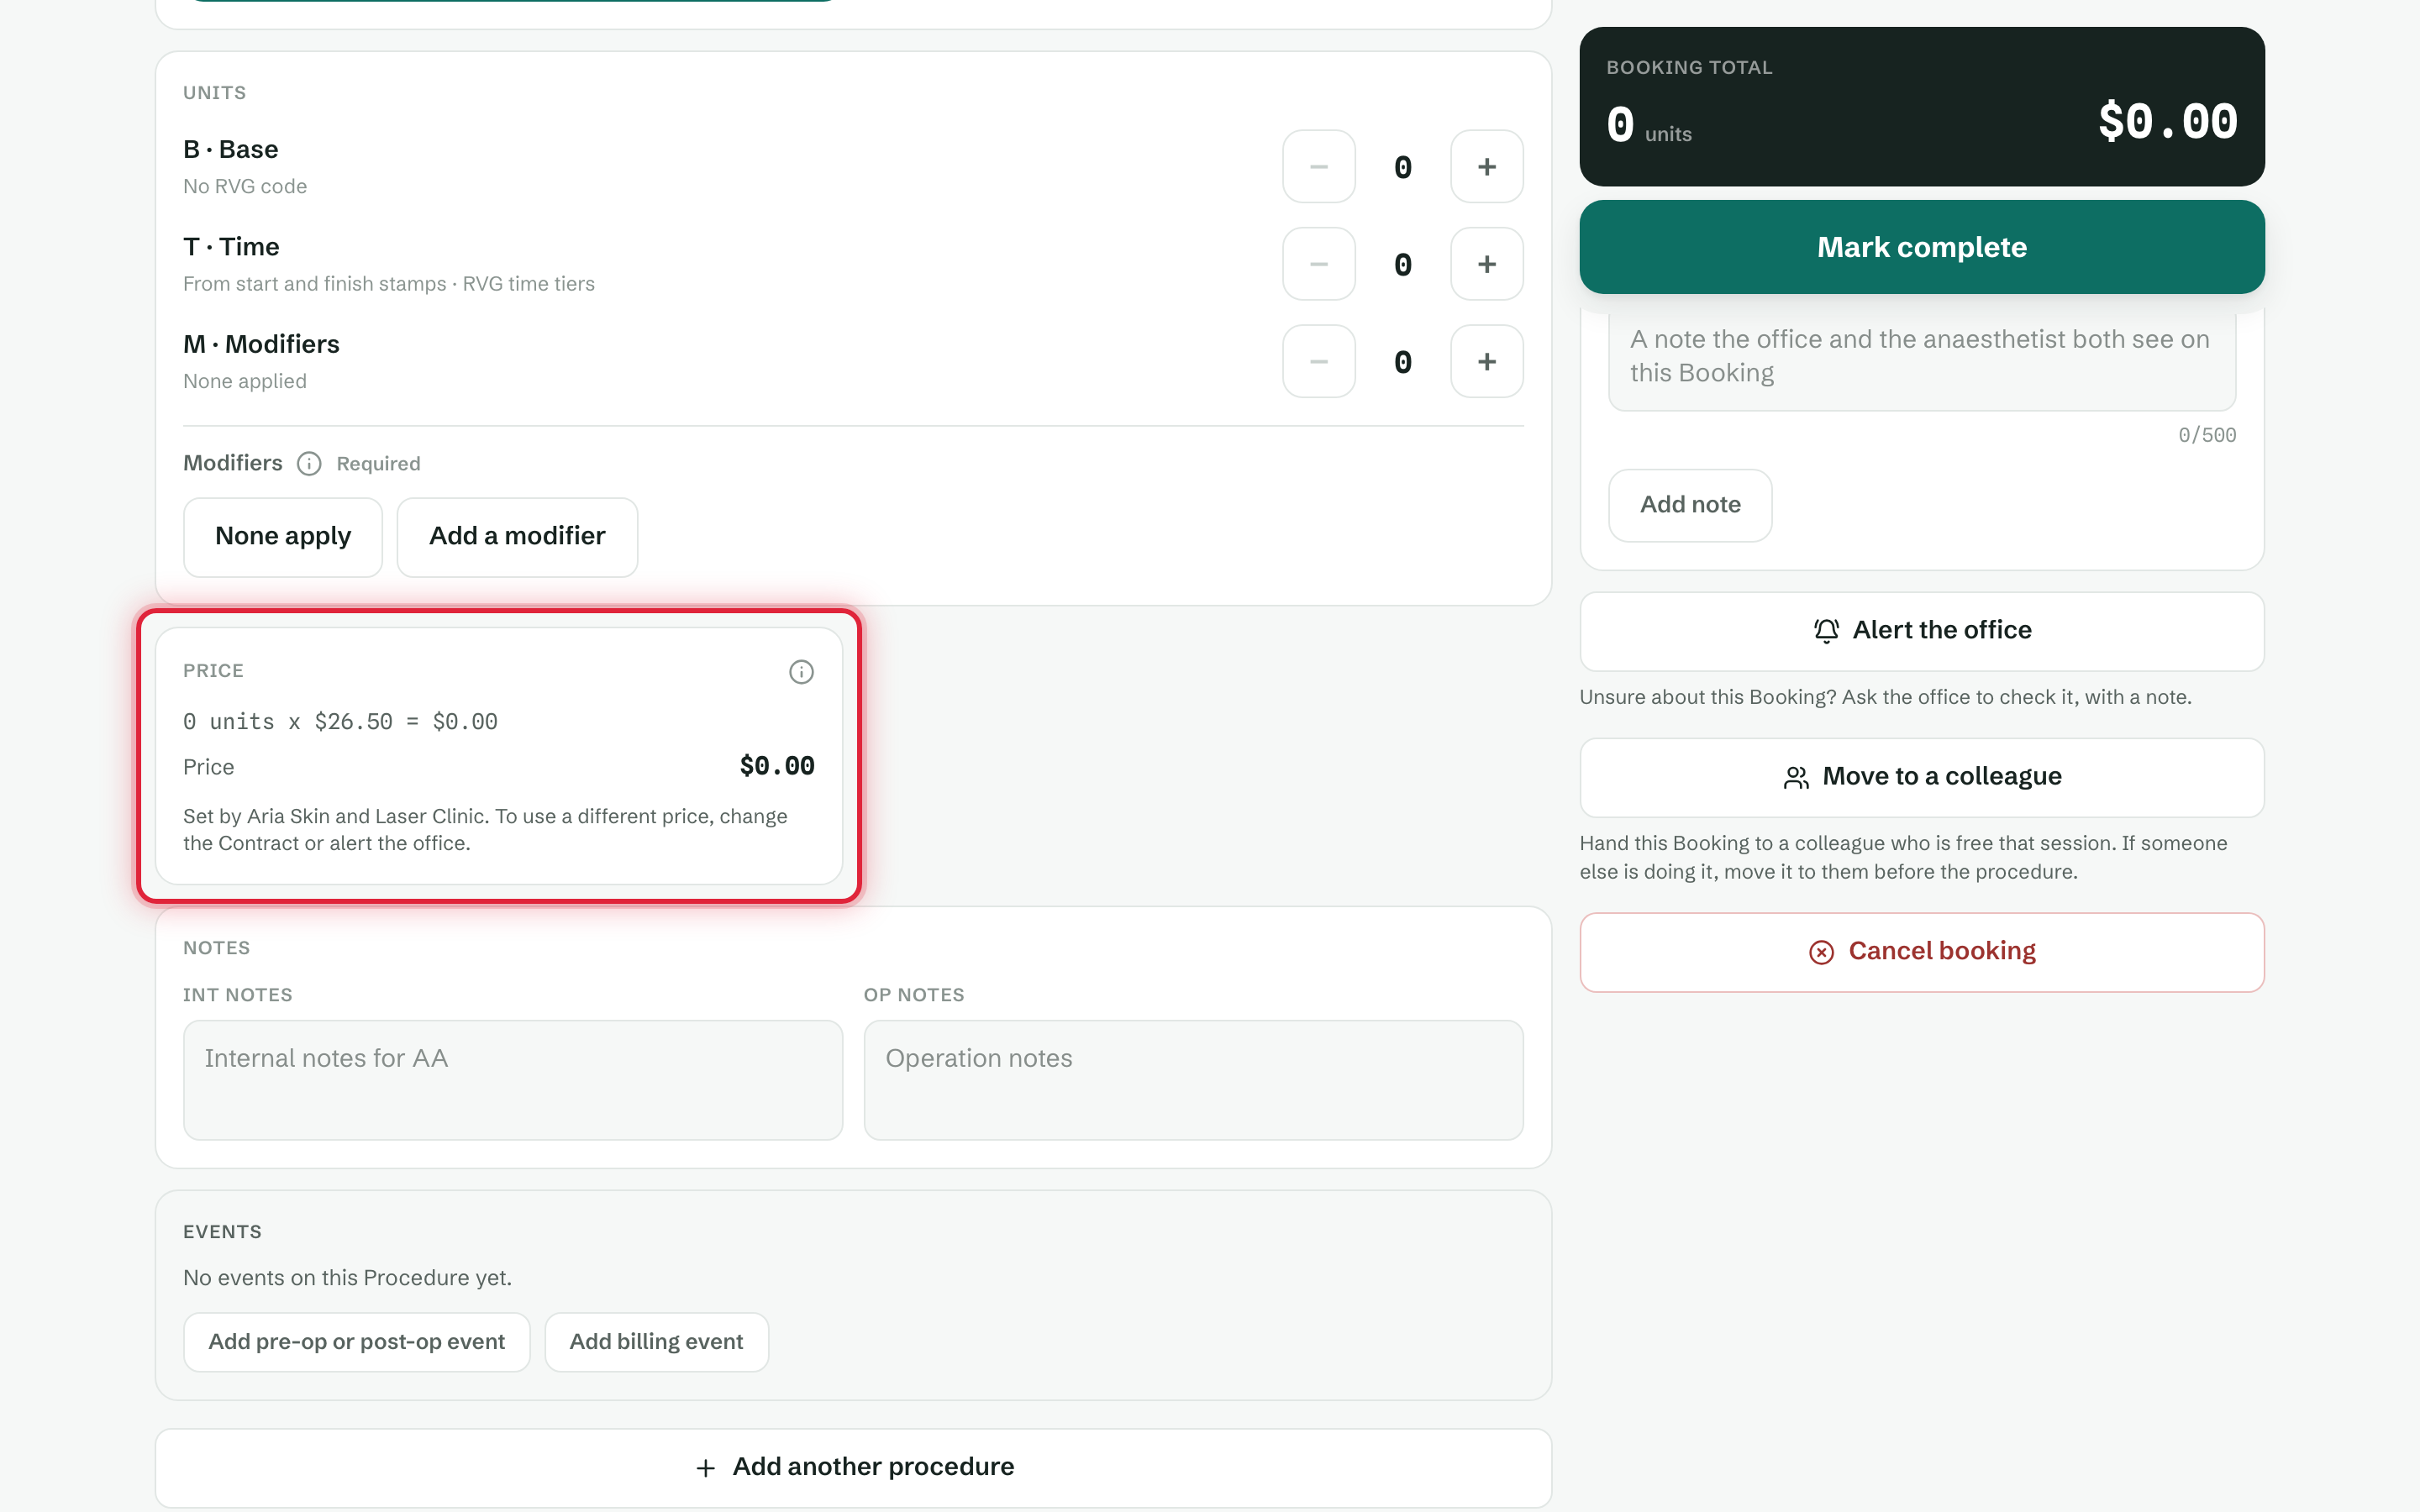 UNITS
B · Base
No RVG code
− 0 +
T · Time
From start and finish stamps · RVG time tiers
− 0 +
M · Modifiers
None applied
− 0 +
Modifiers Required
None apply
Add a modifier
PRICE
0 units x $26.50 = $0.00
Price $0.00
Set by Aria Skin and Laser Clinic. To use a different price, change
the Contract or alert the office.
NOTES
INT NOTES
Internal notes for AA
OP NOTES
Operation notes
EVENTS
No events on this Procedure yet.
Add pre-op or post-op event
Add billing event
+ Add another procedure
BOOKING TOTAL
0 units $0.00
Mark complete
A note the office and the anaesthetist both see on
this Booking
0/500
Add note
Alert the office
Unsure about this Booking? Ask the office to check it, with a note.
Move to a colleague
Hand this Booking to a colleague who is free that session. If someone
else is doing it, move it to them before the procedure.
Cancel booking